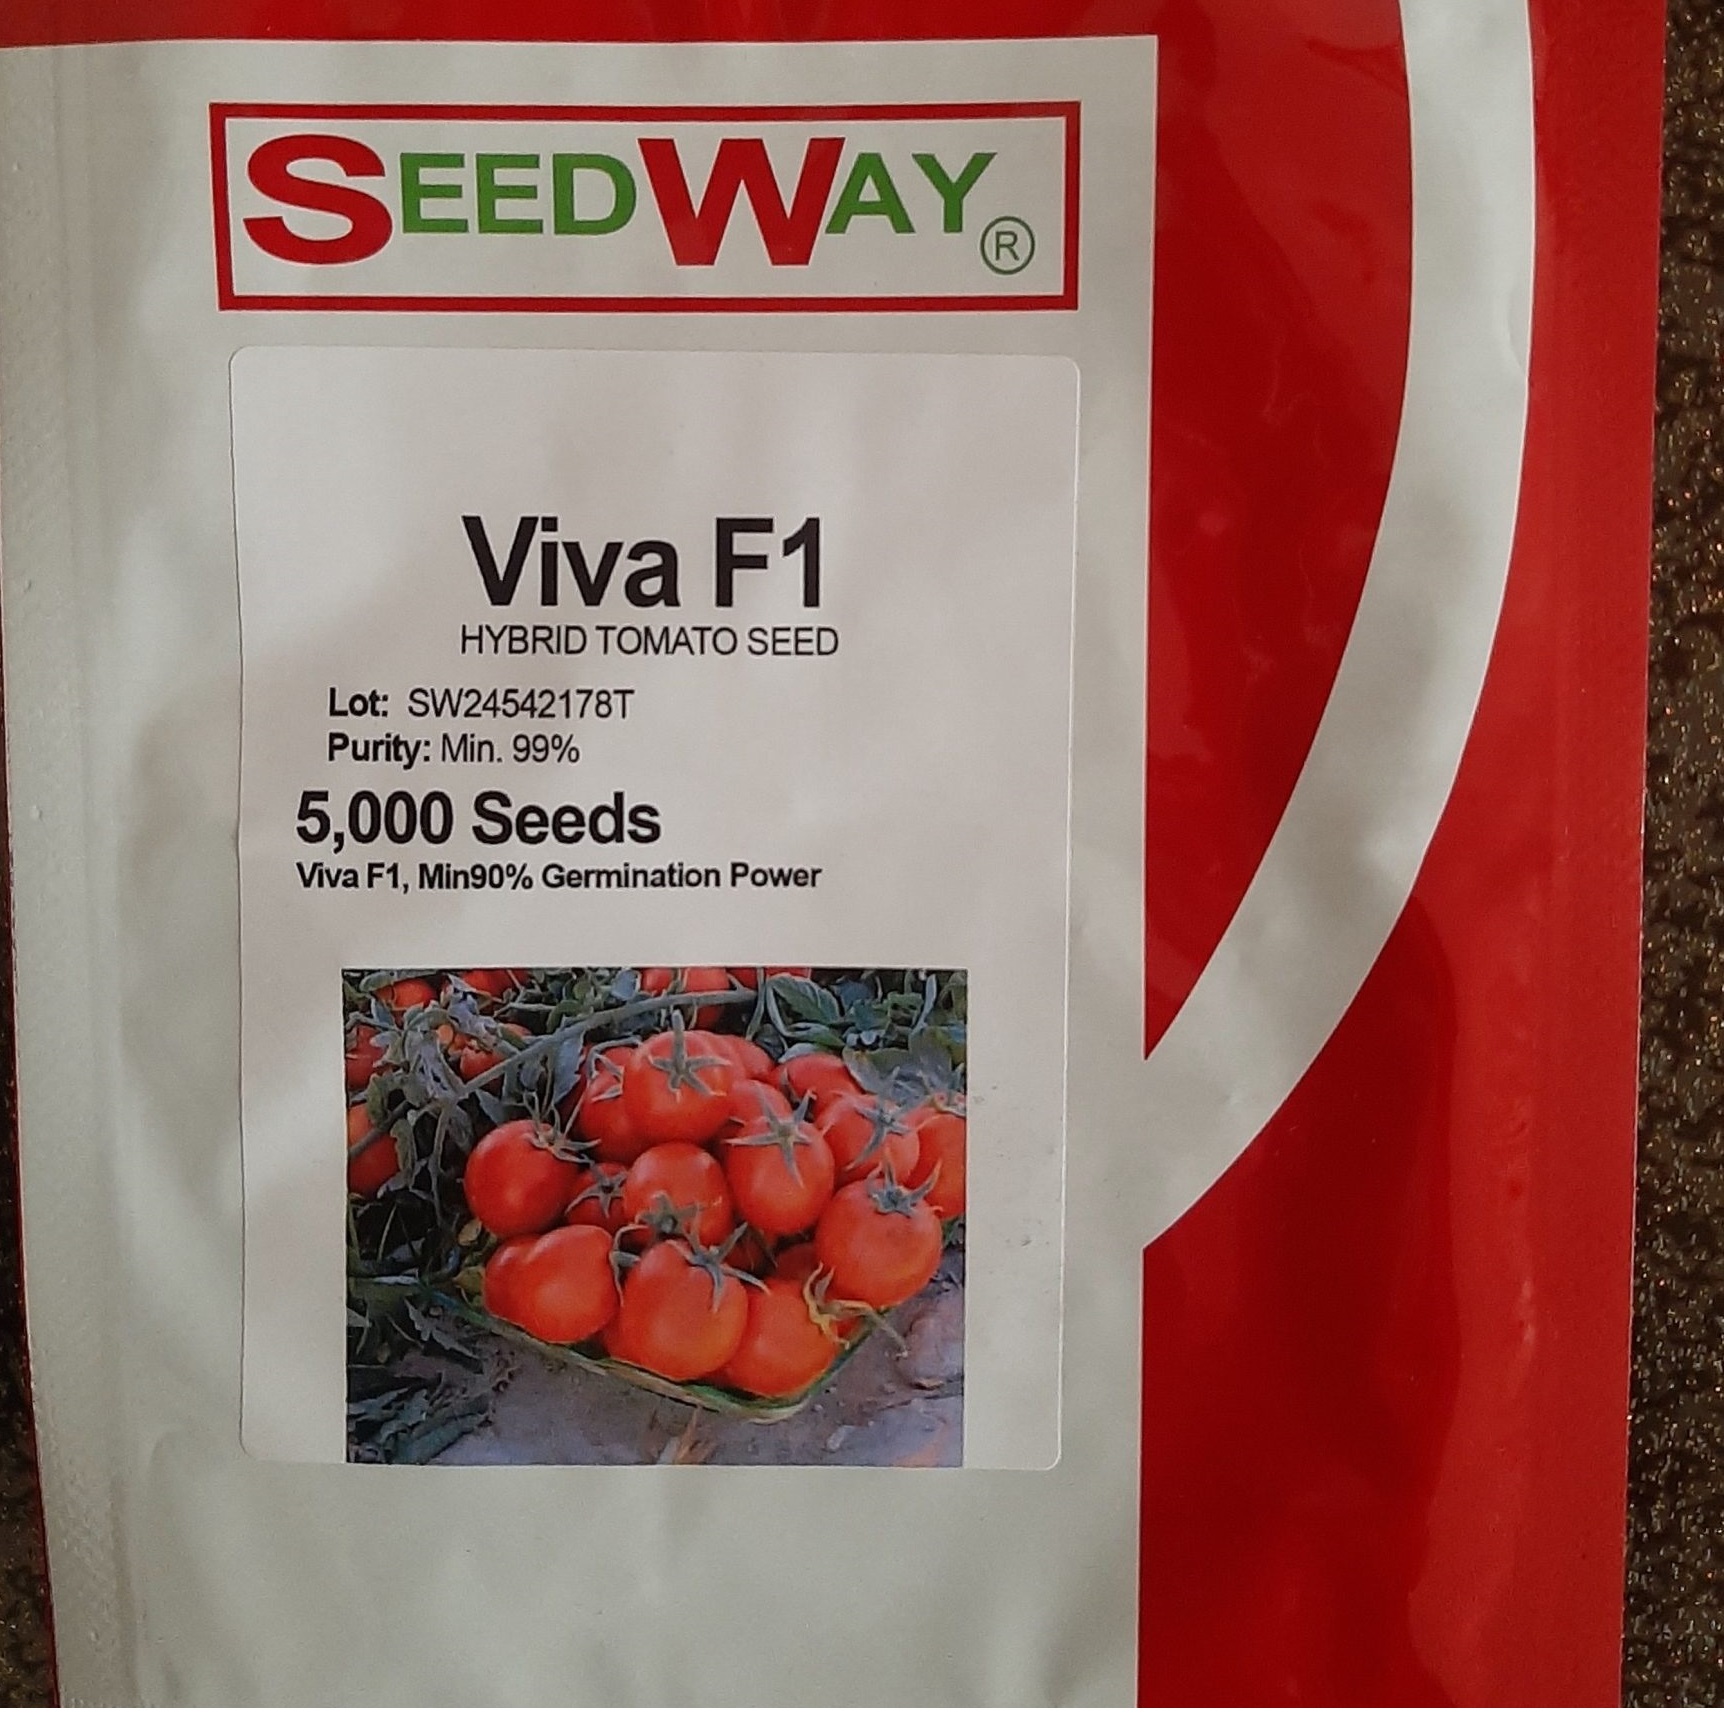 SEEDWAY®
Viva F1
HYBRID TOMATO SEED
Lot: SW24542178T
Purity: Min. 99%
5,000 Seeds
Viva F1, Min90% Germination Power